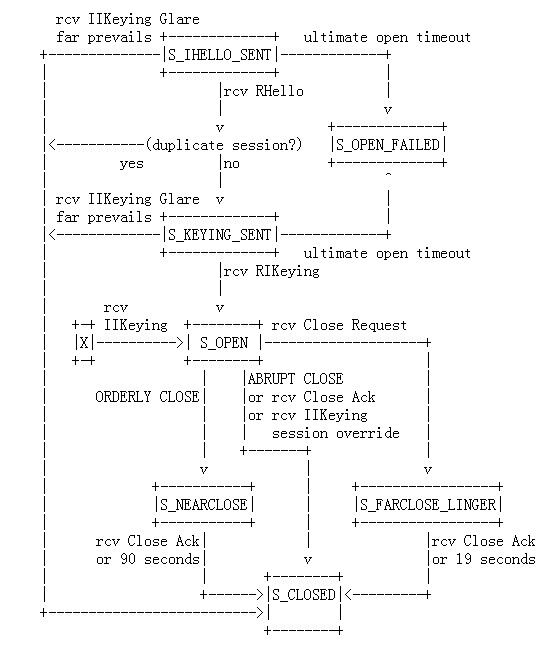 rcv IIKeying Glare
far prevails
ultimate open timeout
S_IHELLO_SENT
rcv RHello
(duplicate session?)
S_OPEN_FAILED
yes
no
rcv IIKeying Glare
far prevails
S_KEYING_SENT
ultimate open timeout
rcv RIKeying
rcv
IIKeying
rcv Close Request
X
S_OPEN
ORDERLY CLOSE
ABRUPT CLOSE
or rcv Close Ack
or rcv IIKeying
session override
S_NEARCLOSE
S_FARCLOSE_LINGER
rcv Close Ack
or 90 seconds
rcv Close Ack
or 19 seconds
S_CLOSED